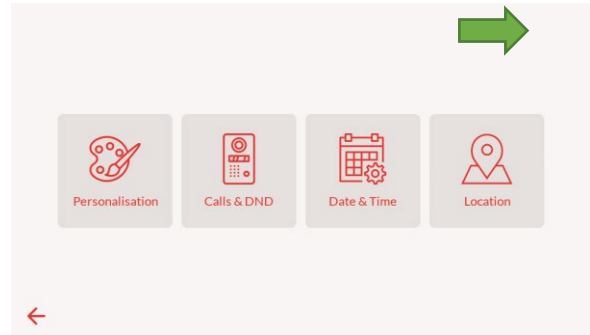 Personalisation
Calls & DND
Date & Time
Location